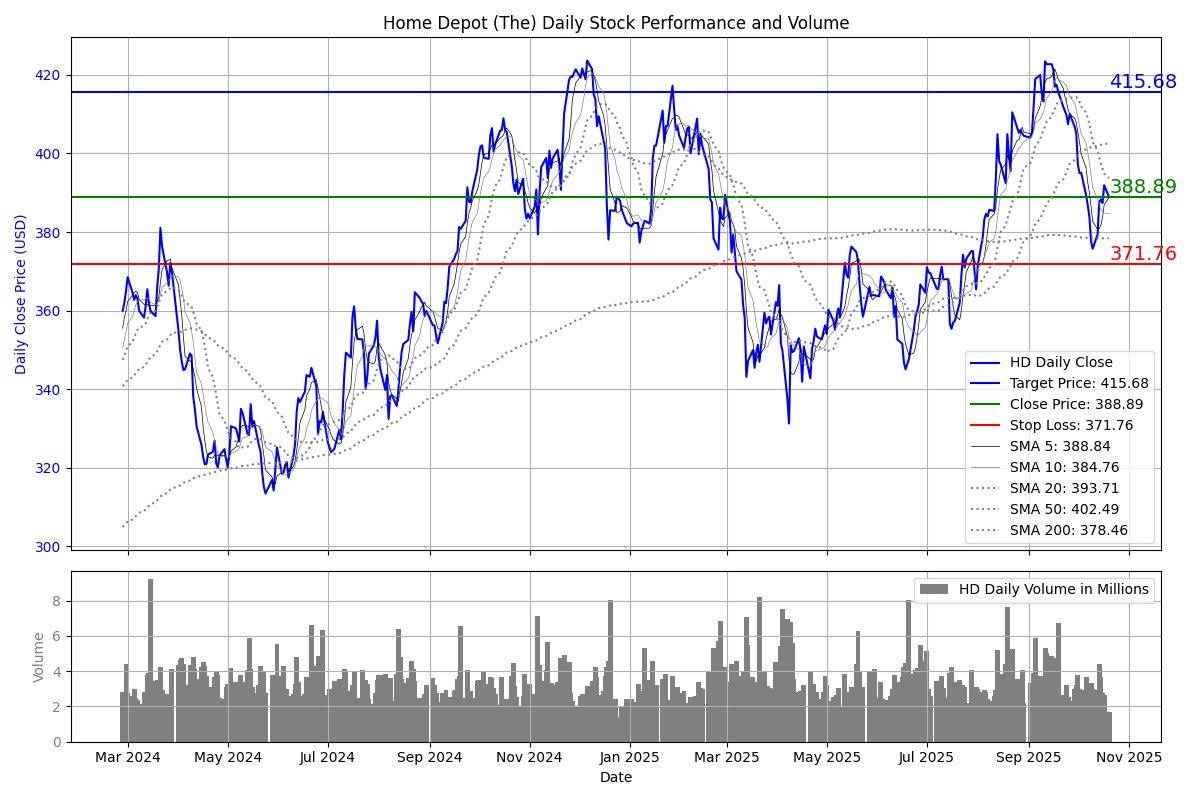 Home Depot (The) Daily Stock Performance and Volume
Daily Close Price (USD)
420
400
380
360
340
320
300
415.68
388.89
371.76
HD Daily Close
Target Price: 415.68
Close Price: 388.89
Stop Loss: 371.76
SMA 5: 388.84
SMA 10: 384.76
SMA 20: 393.71
SMA 50: 402.49
SMA 200: 378.46
Volume
8
6
4
2
0
HD Daily Volume in Millions
Mar 2024 May 2024 Jul 2024 Sep 2024 Nov 2024 Jan 2025 Mar 2025 May 2025 Jul 2025 Sep 2025 Nov 2025
Date